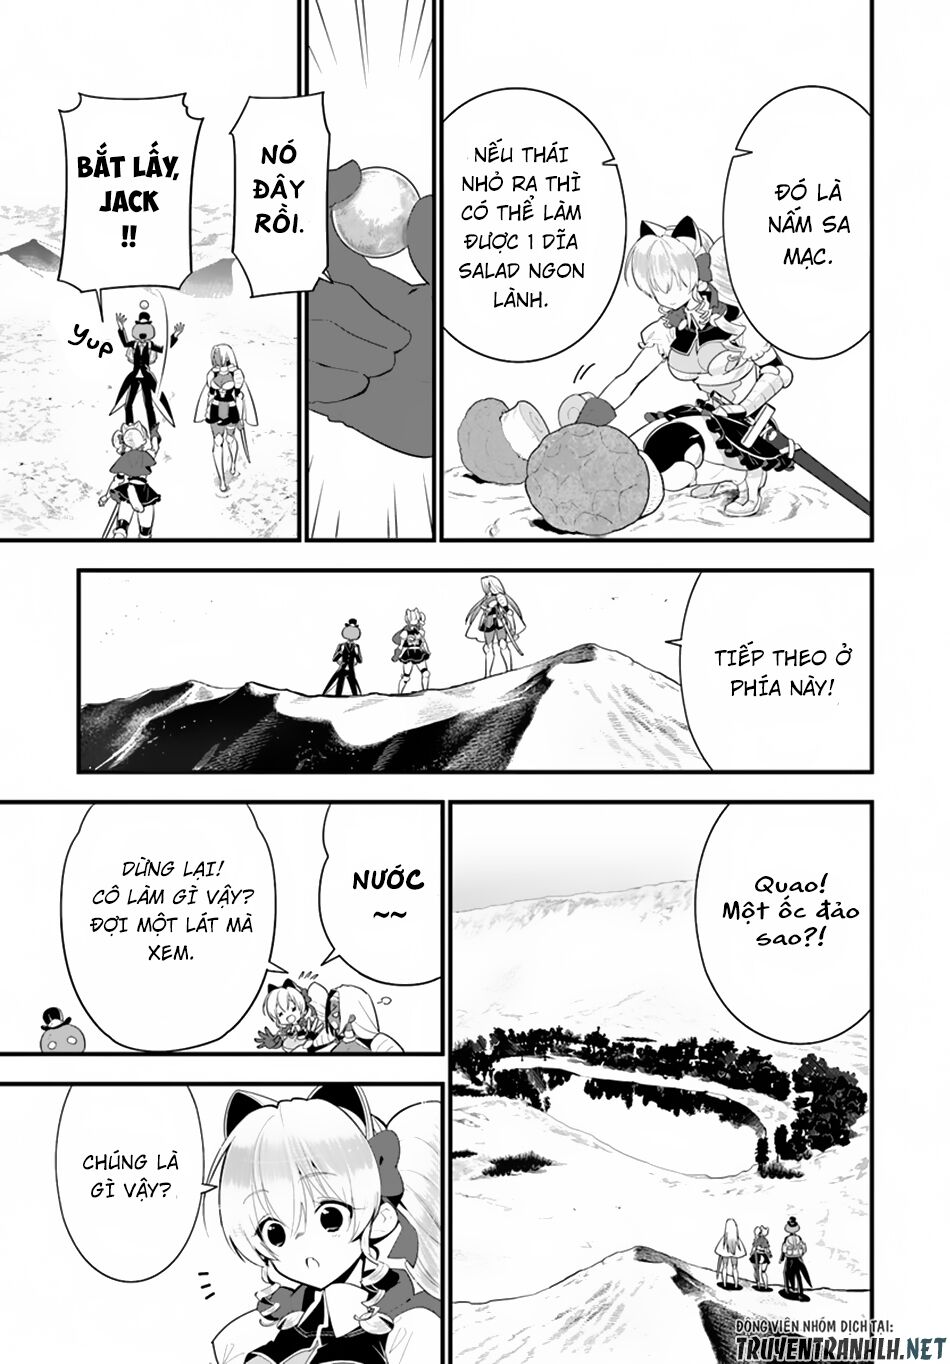 ĐÓ LÀ
NẤM SA
MẠC.
NẾU THÁI
NHỎ RA THÌ
CÓ THỂ LÀM
ĐƯỢC 1 DĨA
SALAD NGON
LÀNH.
NÓ
ĐÂY
RỒI.
BẮT LẤY,
JACK
!!
YUP
TIẾP THEO Ở
PHÍA NÀY!
Quao!
Một ốc đảo
sao?!
NƯỚC
~~
DỪNG LẠI!
CÔ LÀM GÌ VẬY?
ĐỢI MỘT LÁT MÀ
XEM.
CHÚNG LÀ
GÌ VẬY?
ĐỘNG VIÊN NHÓM DỊCH TẠI:
TRUYENTRANHLH.NET